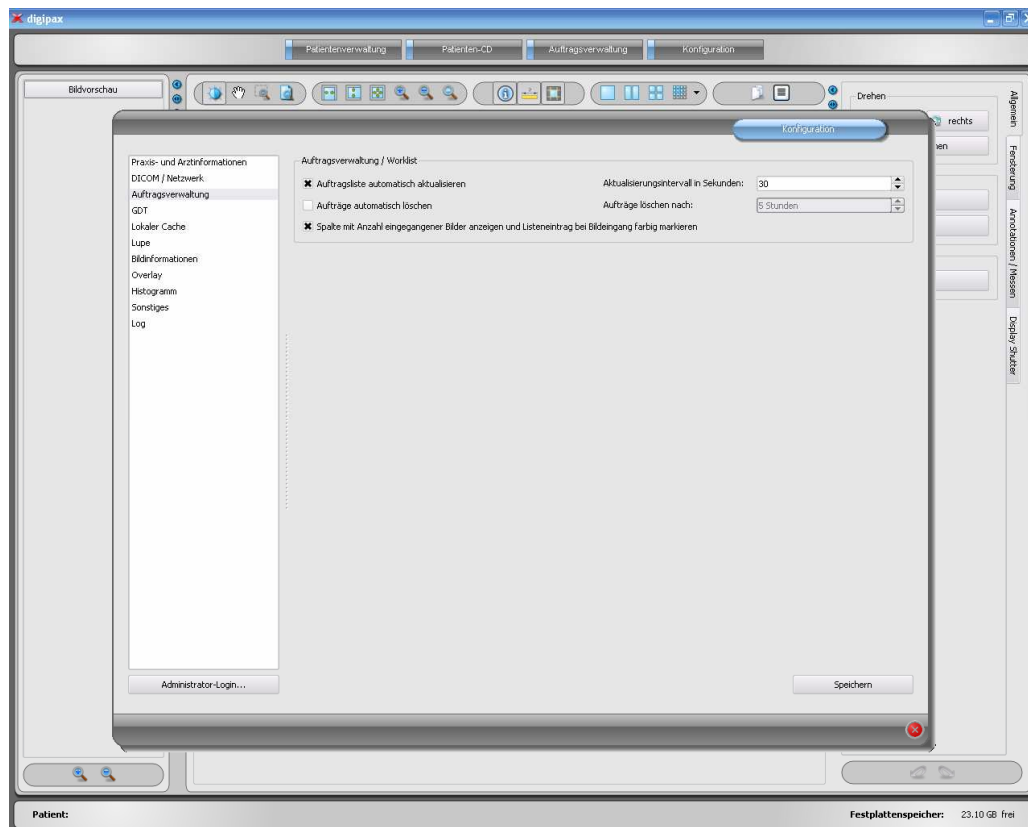 digipax
Patientenverwaltung
Patienten-CD
Auftragsverwaltung
Konfiguration
Bildvorschau
Drehen
rechts
Allgemein
Fensterung
Annotationen / Messen
Display Shutter
Konfiguration
Praxis- und Arztinformationen
DICOM / Netzwerk
Auftragsverwaltung
GDT
Lokaler Cache
Lupe
Bildinformationen
Overlay
Histogramm
Sonstiges
Log
Auftragsverwaltung / Worklist
Auftragsliste automatisch aktualisieren
Aktualisierungsintervall in Sekunden:
30
Aufträge automatisch löschen
Aufträge löschen nach:
5 Stunden
Spalte mit Anzahl eingegangener Bilder anzeigen und Listeneintrag bei Bildeingang farbig markieren
Administrator-Login...
Speichern
Patient:
Festplattenspeicher: 23.10 GB frei